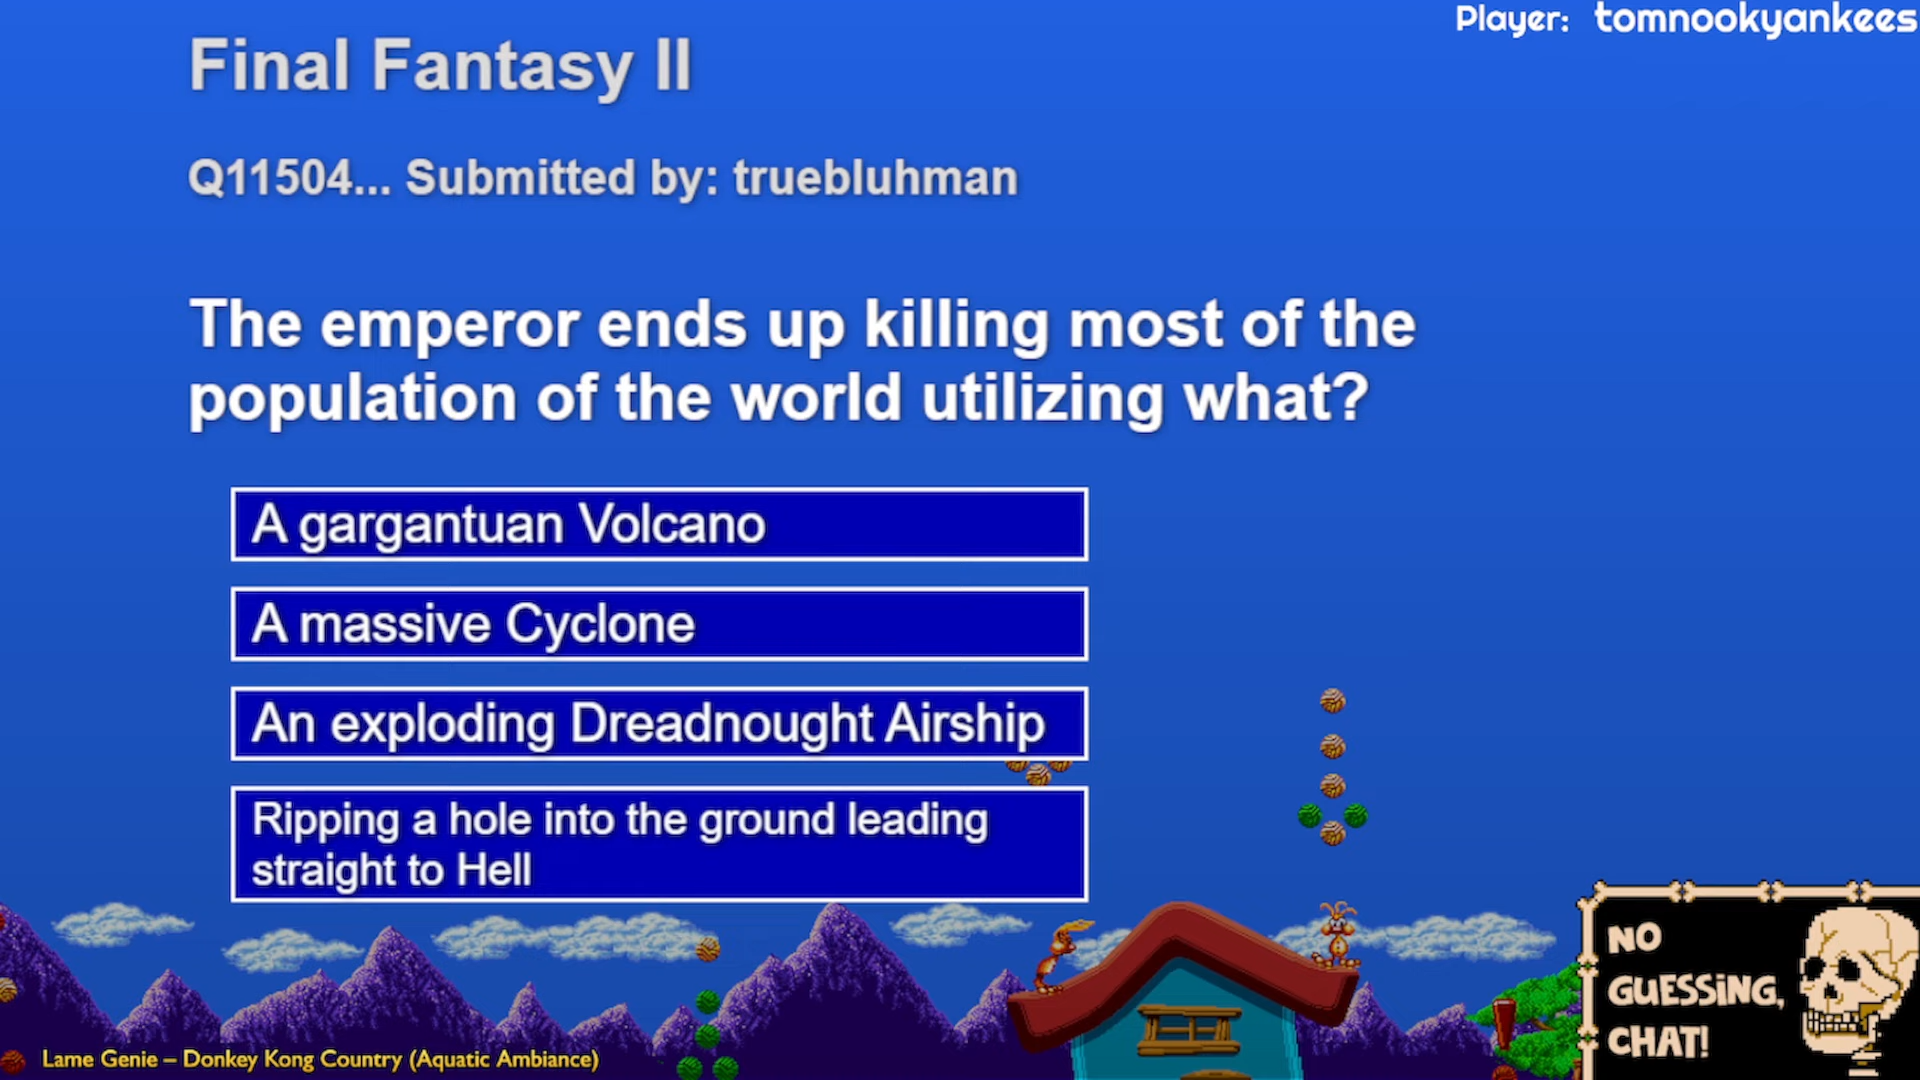 Player: tomnookyankees
Final Fantasy II
Q11504... Submitted by: truebluhman
The emperor ends up killing most of the
population of the world utilizing what?
A gargantuan Volcano
A massive Cyclone
An exploding Dreadnought Airship
Ripping a hole into the ground leading
straight to Hell
NO
GUESSING,
CHAT!
Lame Genie – Donkey Kong Country (Aquatic Ambiance)